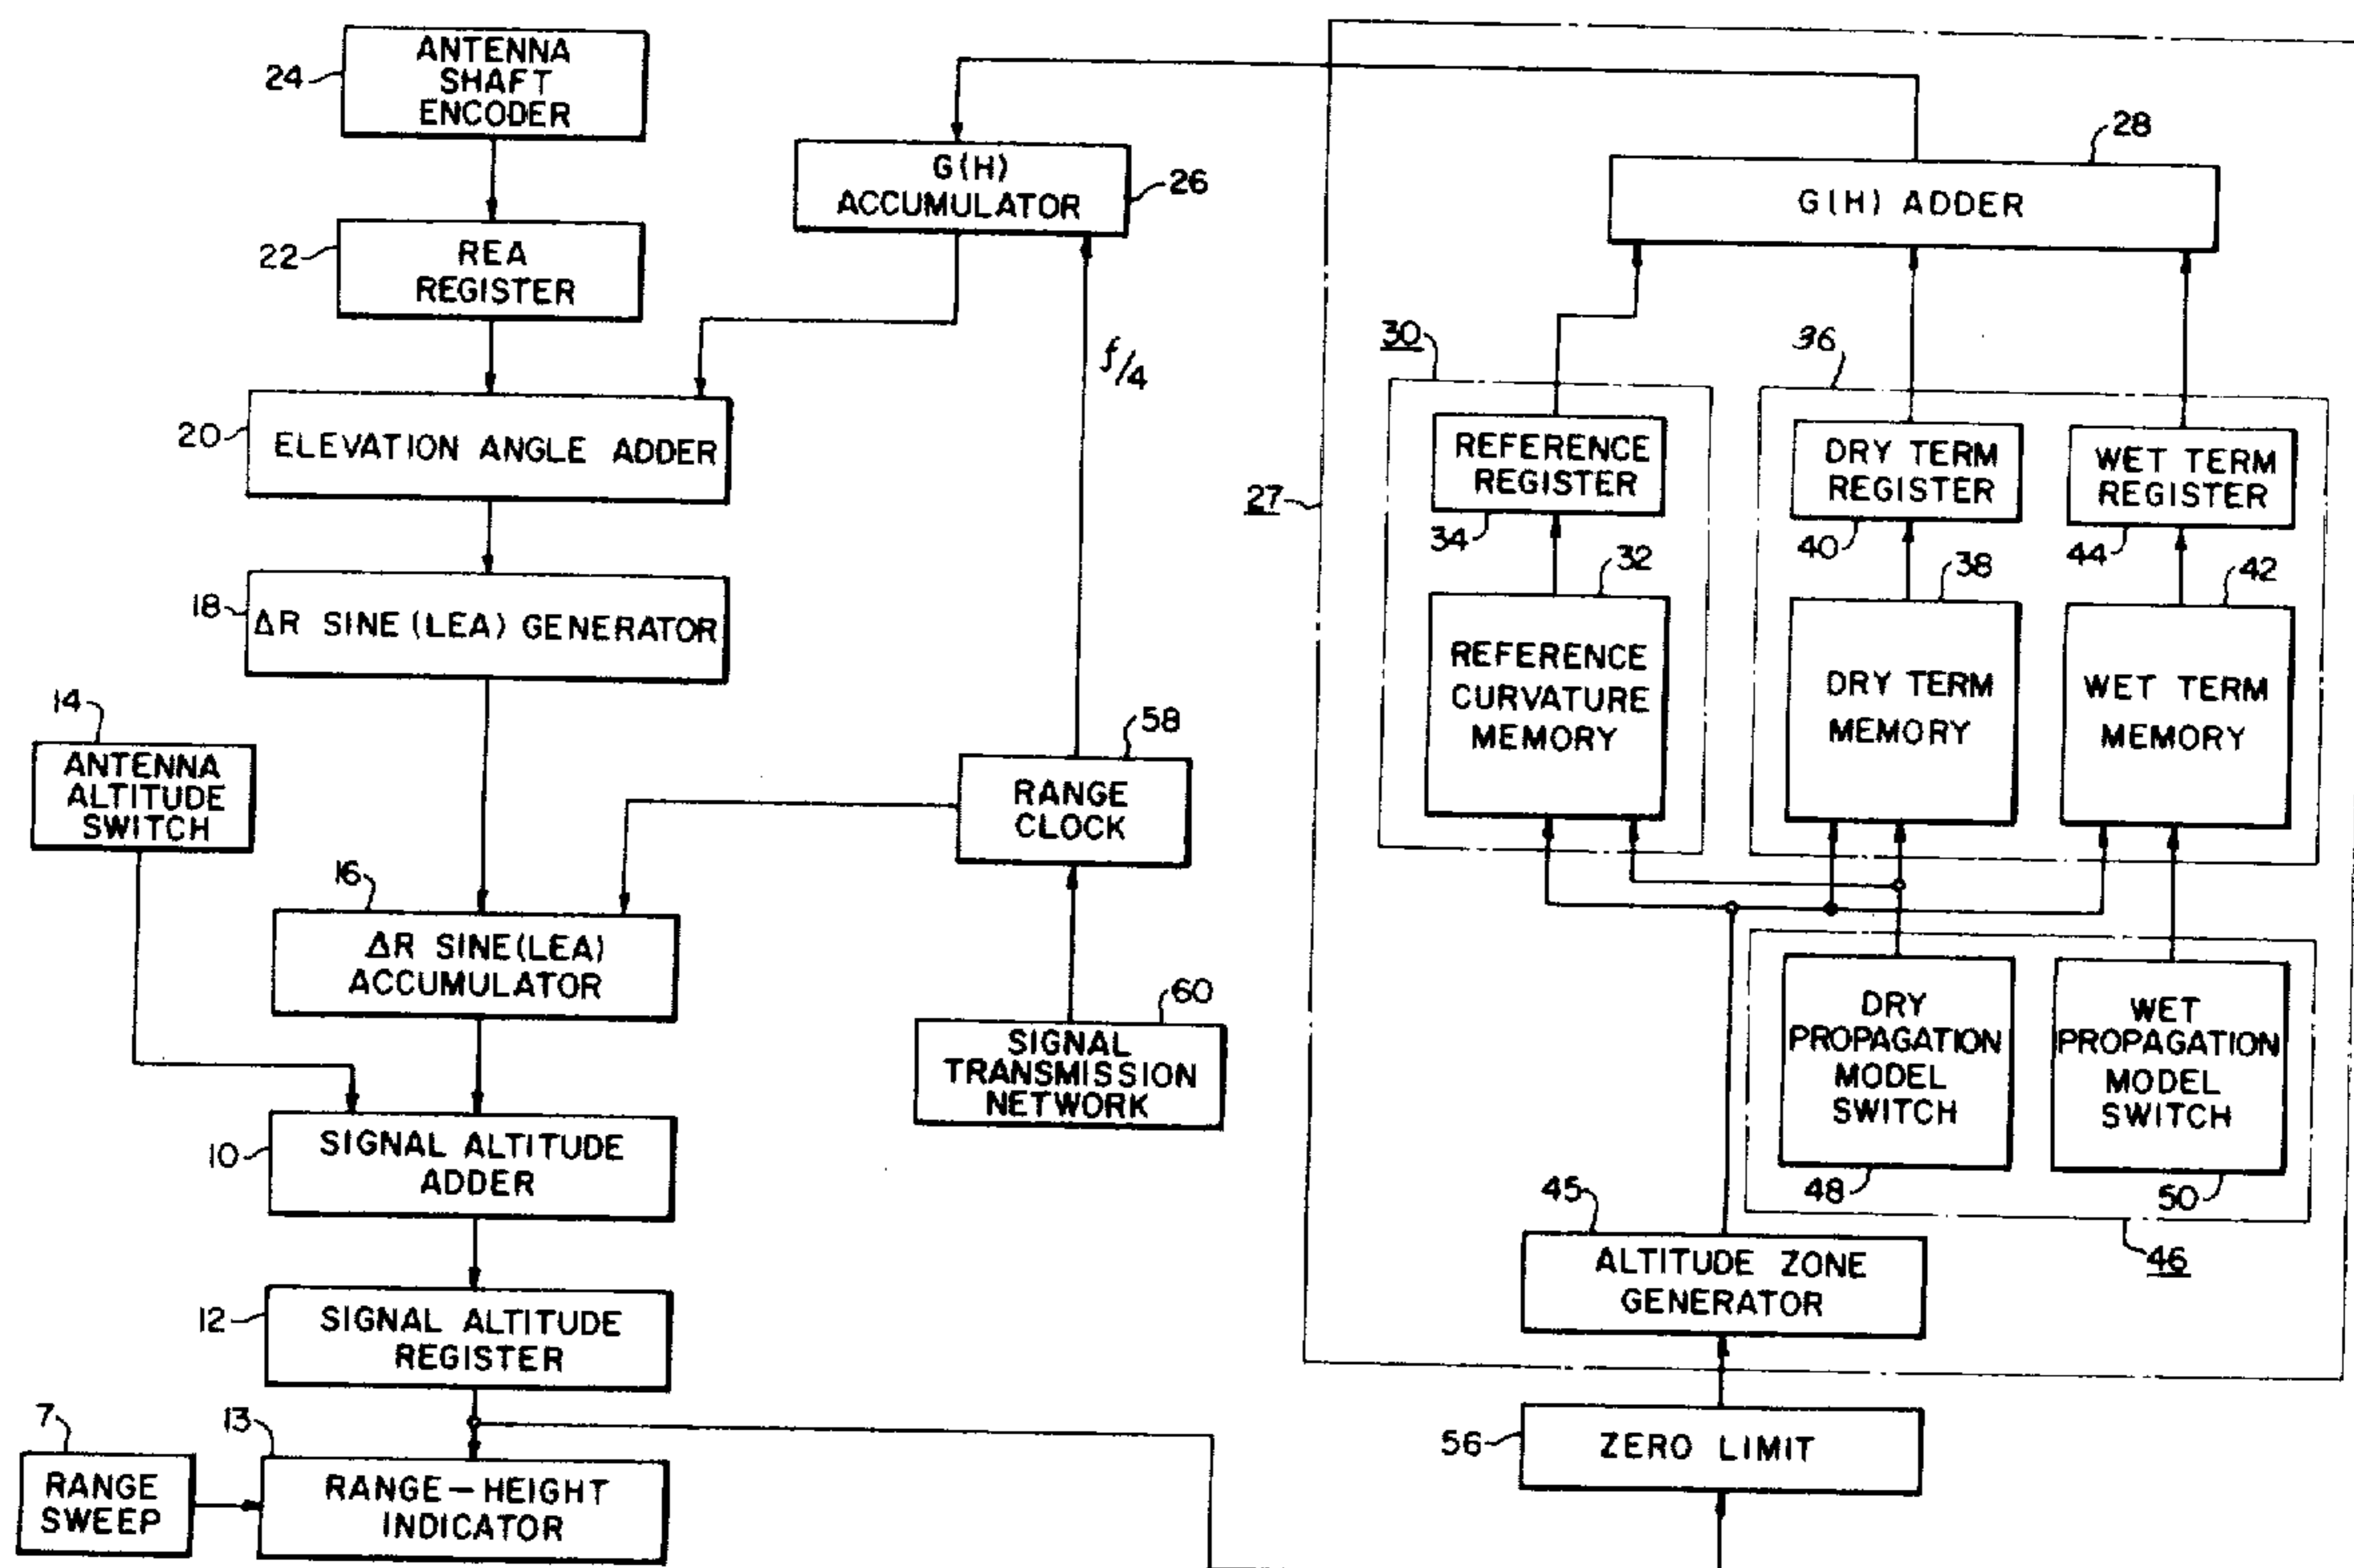 24
ANTENNA
SHAFT
ENCODER
22
REA
REGISTER
G(H)
ACCUMULATOR
26
28
G(H) ADDER
f/4
20
ELEVATION ANGLE ADDER
18
ΔR SINE (LEA) GENERATOR
14
ANTENNA
ALTITUDE
SWITCH
58
RANGE
CLOCK
16
ΔR SINE(LEA)
ACCUMULATOR
60
SIGNAL
TRANSMISSION
NETWORK
10
SIGNAL ALTITUDE
ADDER
12
SIGNAL ALTITUDE
REGISTER
7
RANGE
SWEEP
13
RANGE-HEIGHT
INDICATOR
27
30
REFERENCE
REGISTER
34
32
REFERENCE
CURVATURE
MEMORY
36
DRY TERM
REGISTER
40
38
DRY TERM
MEMORY
WET TERM
REGISTER
44
42
WET TERM
MEMORY
DRY
PROPAGATION
MODEL
SWITCH
48
WET
PROPAGATION
MODEL
SWITCH
50
46
45
ALTITUDE ZONE
GENERATOR
56
ZERO LIMIT